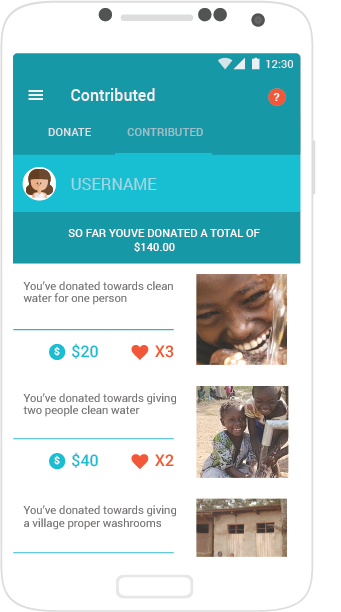 12:30
Contributed
?
DONATE CONTRIBUTED
USERNAME
SO FAR YOUVE DONATED A TOTAL OF
$140.00
You've donated towards clean
water for one person
$ $20 X3
You've donated towards giving
two people clean water
$ $40 X2
You've donated towards giving
a village proper washrooms